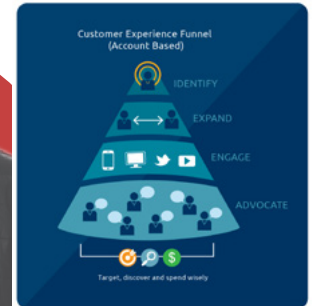 Customer Experience Funnel
(Account Based)
IDENTIFY
EXPAND
ENGAGE
ADVOCATE
$
Target, discover and spend wisely